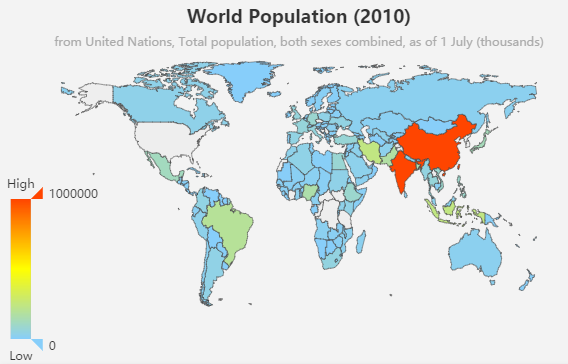 World Population (2010)
from United Nations, Total population, both sexes combined, as of 1 July (thousands)
High
1000000
0
Low